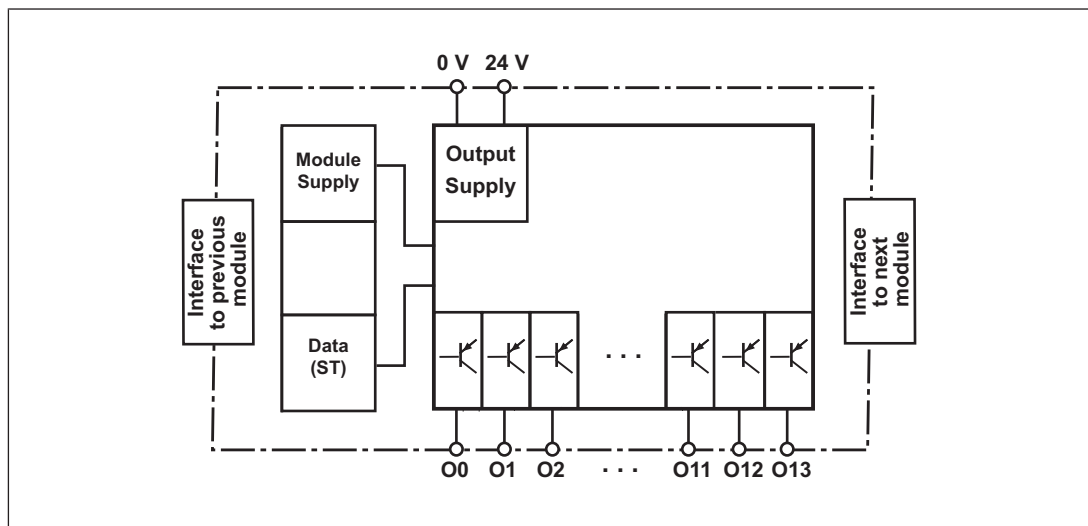 0 V 24 V
Module
Supply
Output
Supply
Interface
to previous
module
Interface
to next
module
Data
(ST)
. . .
O0 O1 O2 . . . O11 O12 O13